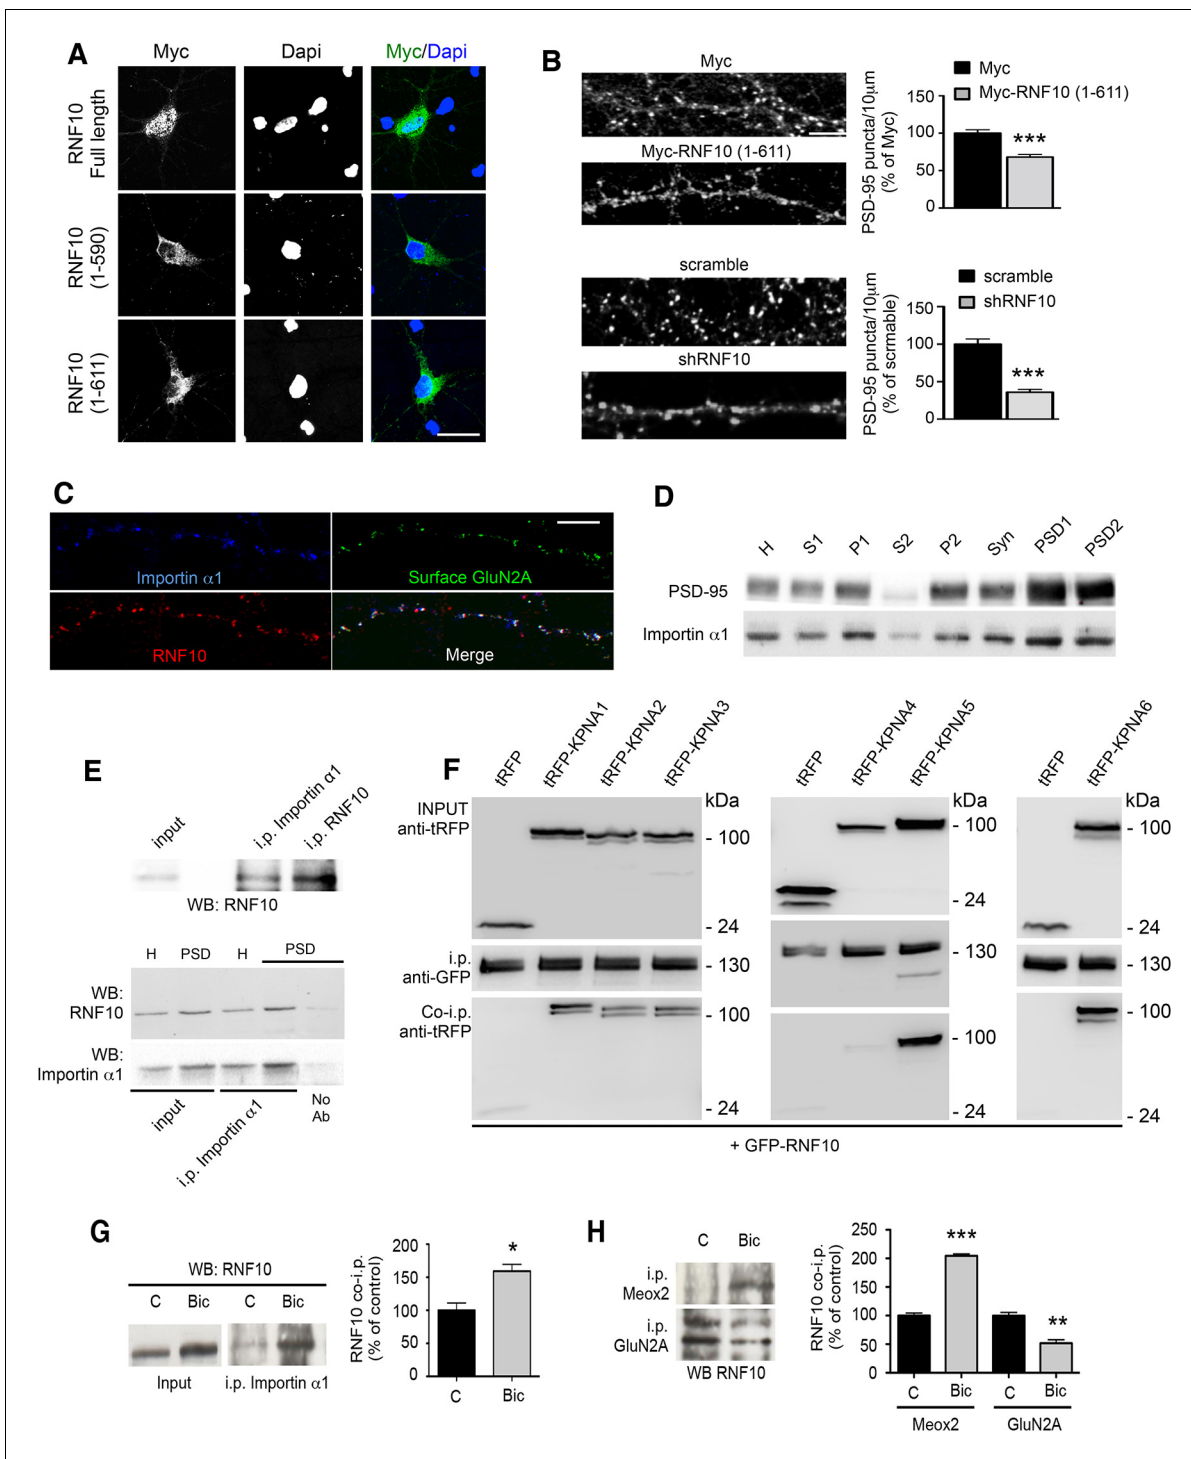 A
Myc
Dapi
Myc/Dapi
RNF10
Full length
RNF10
(1-590)
RNF10
(1-611)
B
Myc
Myc-RNF10 (1-611)
Myc
Myc-RNF10 (1-611)
PSD-95 puncta/10μm
(% of Myc)
150
100
50
0
***
scramble
shRNF10
scramble
shRNF10
PSD-95 puncta/10μm
(% of scrmable)
150
100
50
0
***
C
Importin α1
Surface GluN2A
RNF10
Merge
D
H S1 P1 S2 P2 Syn PSD1 PSD2
PSD-95
Importin α1
E
input
i.p. Importin α1
i.p. RNF10
WB: RNF10
H PSD H PSD
WB:
RNF10
WB:
Importin α1
input
i.p. Importin α1
No
Ab
F
tRFP
tRFP-KPNA1
tRFP-KPNA2
tRFP-KPNA3
tRFP
tRFP-KPNA4
tRFP-KPNA5
tRFP
tRFP-KPNA6
INPUT
anti-tRFP
kDa
- 100
- 24
kDa
- 100
- 24
kDa
- 100
- 24
i.p.
anti-GFP
- 130
- 130
- 130
Co-i.p.
anti-tRFP
- 100
- 24
- 100
- 24
- 100
- 24
+ GFP-RNF10
G
WB: RNF10
C Bic C Bic
Input
i.p. Importin α1
RNF10 co-i.p.
(% of control)
200
150
100
50
0
*
C Bic
H
C Bic
i.p.
Meox2
i.p.
GluN2A
WB RNF10
RNF10 co-i.p.
(% of control)
250
200
150
100
50
0
***
**
C Bic C Bic
Meox2 GluN2A